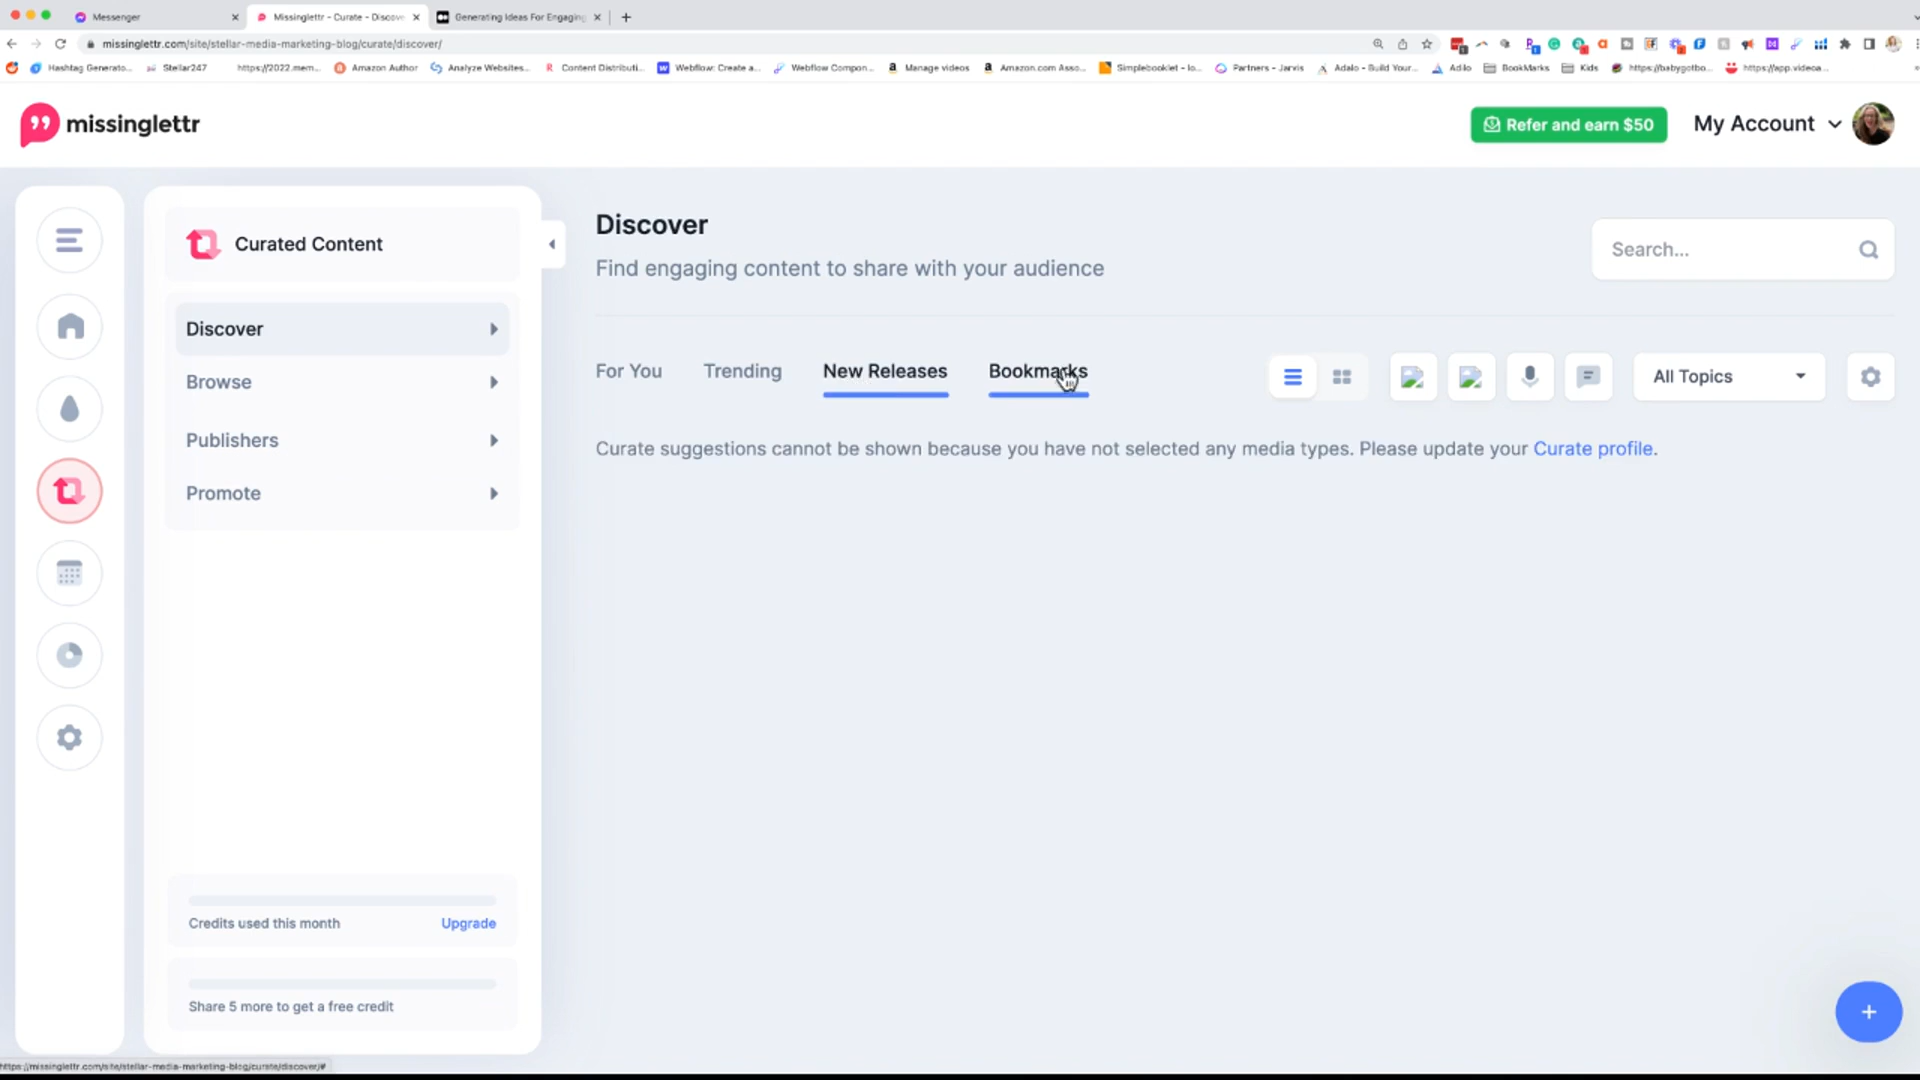 Messenger
Missinglettr - Curate - Discove
Generating Ideas For Engaging
missinglettr.com/site/stellar-media-marketing-blog/curate/discover/
Hashtag Generato...
Stellar247
https://2022.mem...
Amazon Author
Analyze Websites...
Content Distributi...
Webflow: Create a...
Webflow Compon...
Manage videos
Amazon.com Asso...
Simplebooklet - lo...
Partners - Jarvis
Adalo - Build Your...
Adilo
BookMarks
Kids
https://babygotbo...
https://app.videoa...
missinglettr
Refer and earn $50
My Account
Curated Content
Discover
Browse
Publishers
Promote
Credits used this month
Upgrade
Share 5 more to get a free credit
Discover
Find engaging content to share with your audience
Search...
For You
Trending
New Releases
Bookmarks
All Topics
Curate suggestions cannot be shown because you have not selected any media types. Please update your Curate profile.
https://missinglettr.com/site/stellar-media-marketing-blog/curate/discover/#